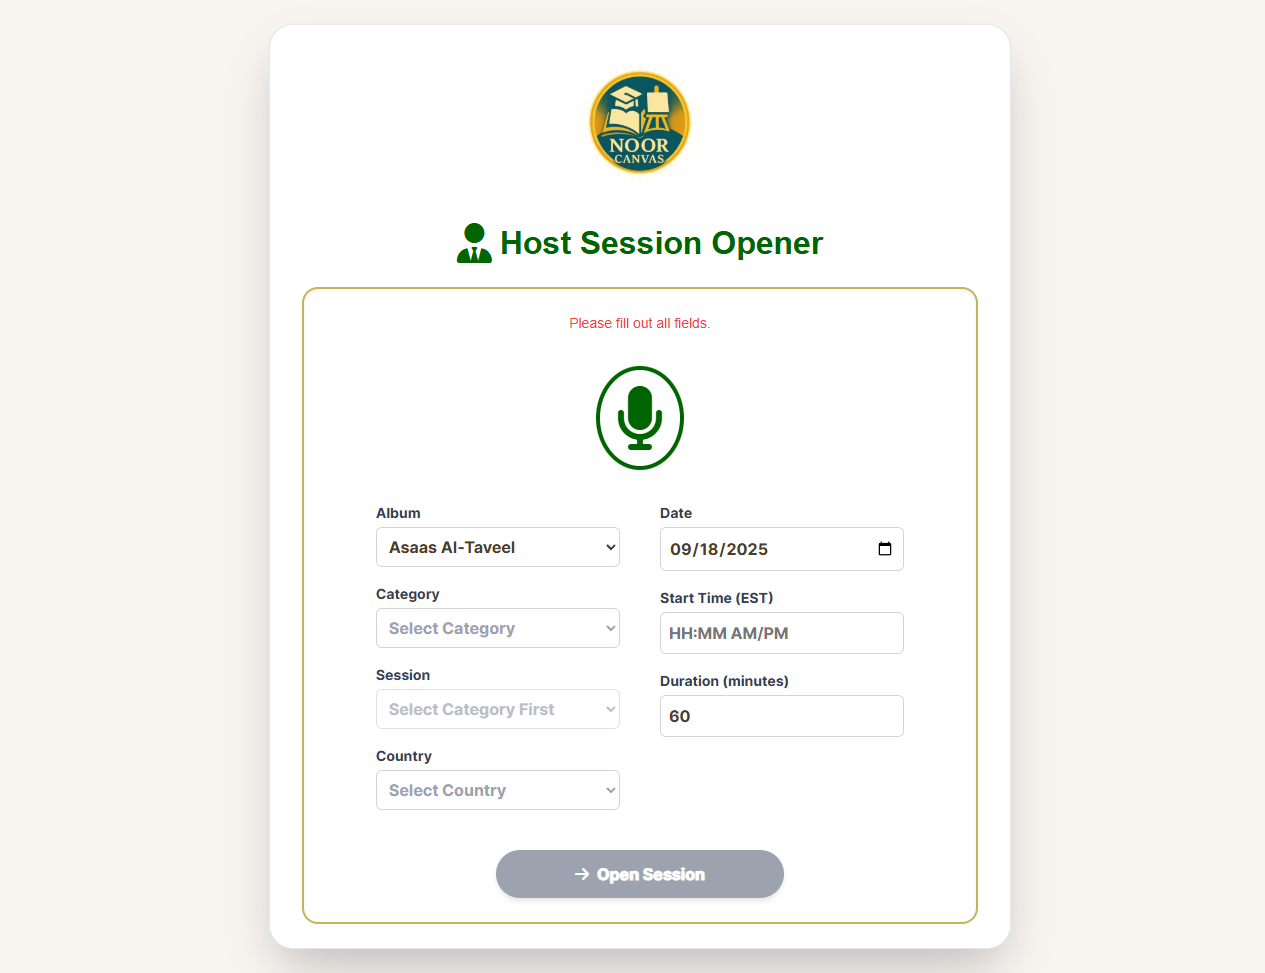 NOOR
CANVAS
Host Session Opener
Please fill out all fields.
Album
Asaas Al-Taveel
Category
Select Category
Session
Select Category First
Country
Select Country
Date
09/18/2025
Start Time (EST)
HH:MM AM/PM
Duration (minutes)
60
Open Session